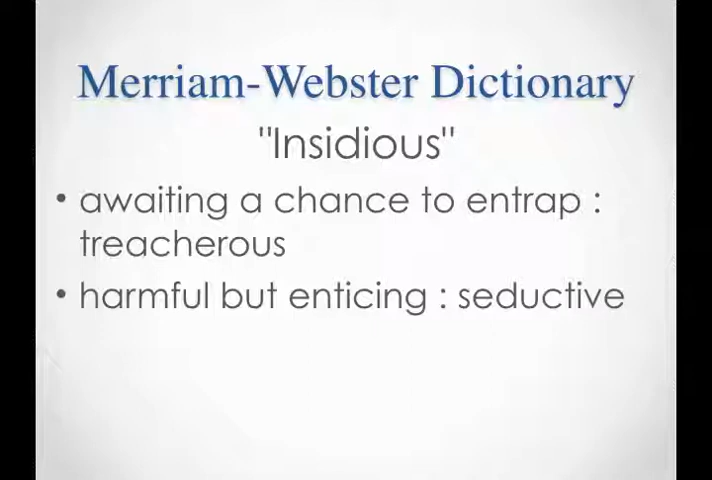 Merriam-Webster Dictionary
"Insidious"
• awaiting a chance to entrap :
treacherous
• harmful but enticing : seductive